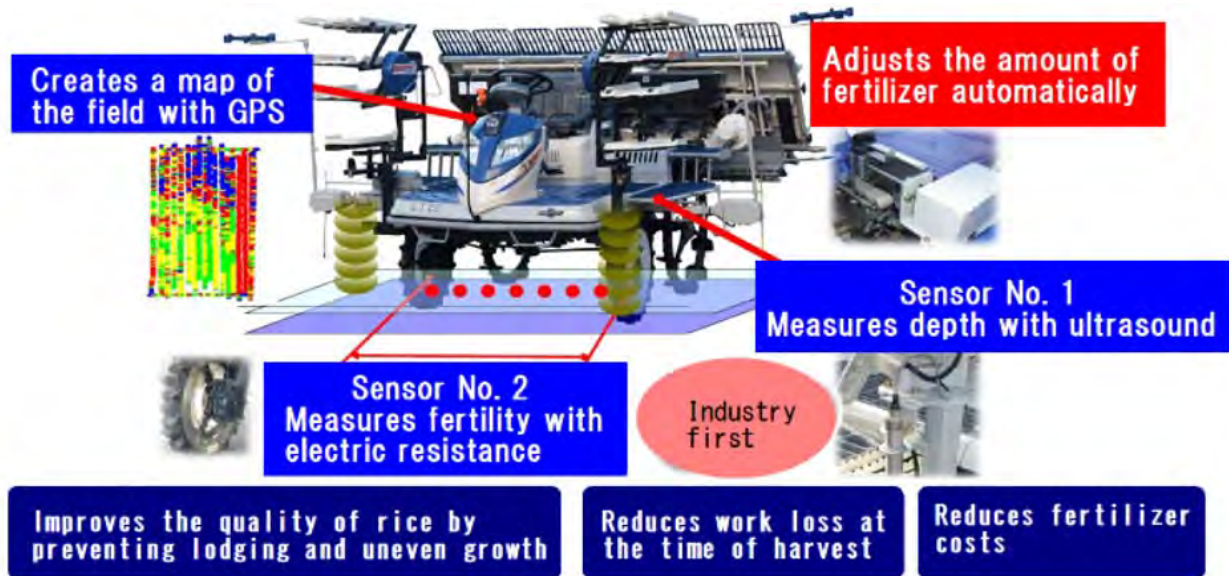 Creates a map of
the field with GPS
Adjusts the amount of
fertilizer automatically
Sensor No. 1
Measures depth with ultrasound
Sensor No. 2
Measures fertility with
electric resistance
Industry
first
Improves the quality of rice by
preventing lodging and uneven growth
Reduces work loss at
the time of harvest
Reduces fertilizer
costs